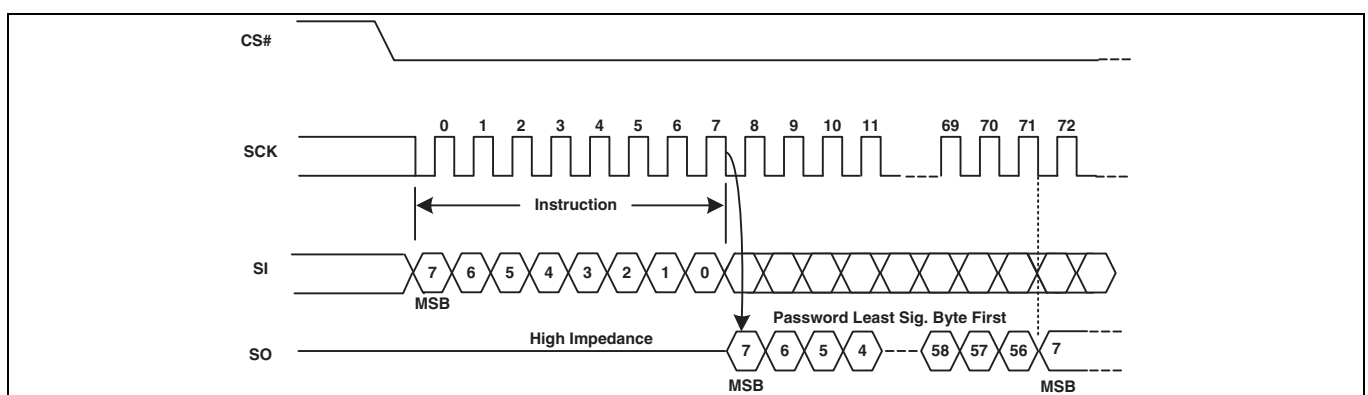 CS#
0 1 2 3 4 5 6 7 8 9 10 11 69 70 71 72
SCK
Instruction
SI 7 6 5 4 3 2 1 0
MSB
Password Least Sig. Byte First
High Impedance
SO 7 6 5 4 58 57 56 7
MSB MSB